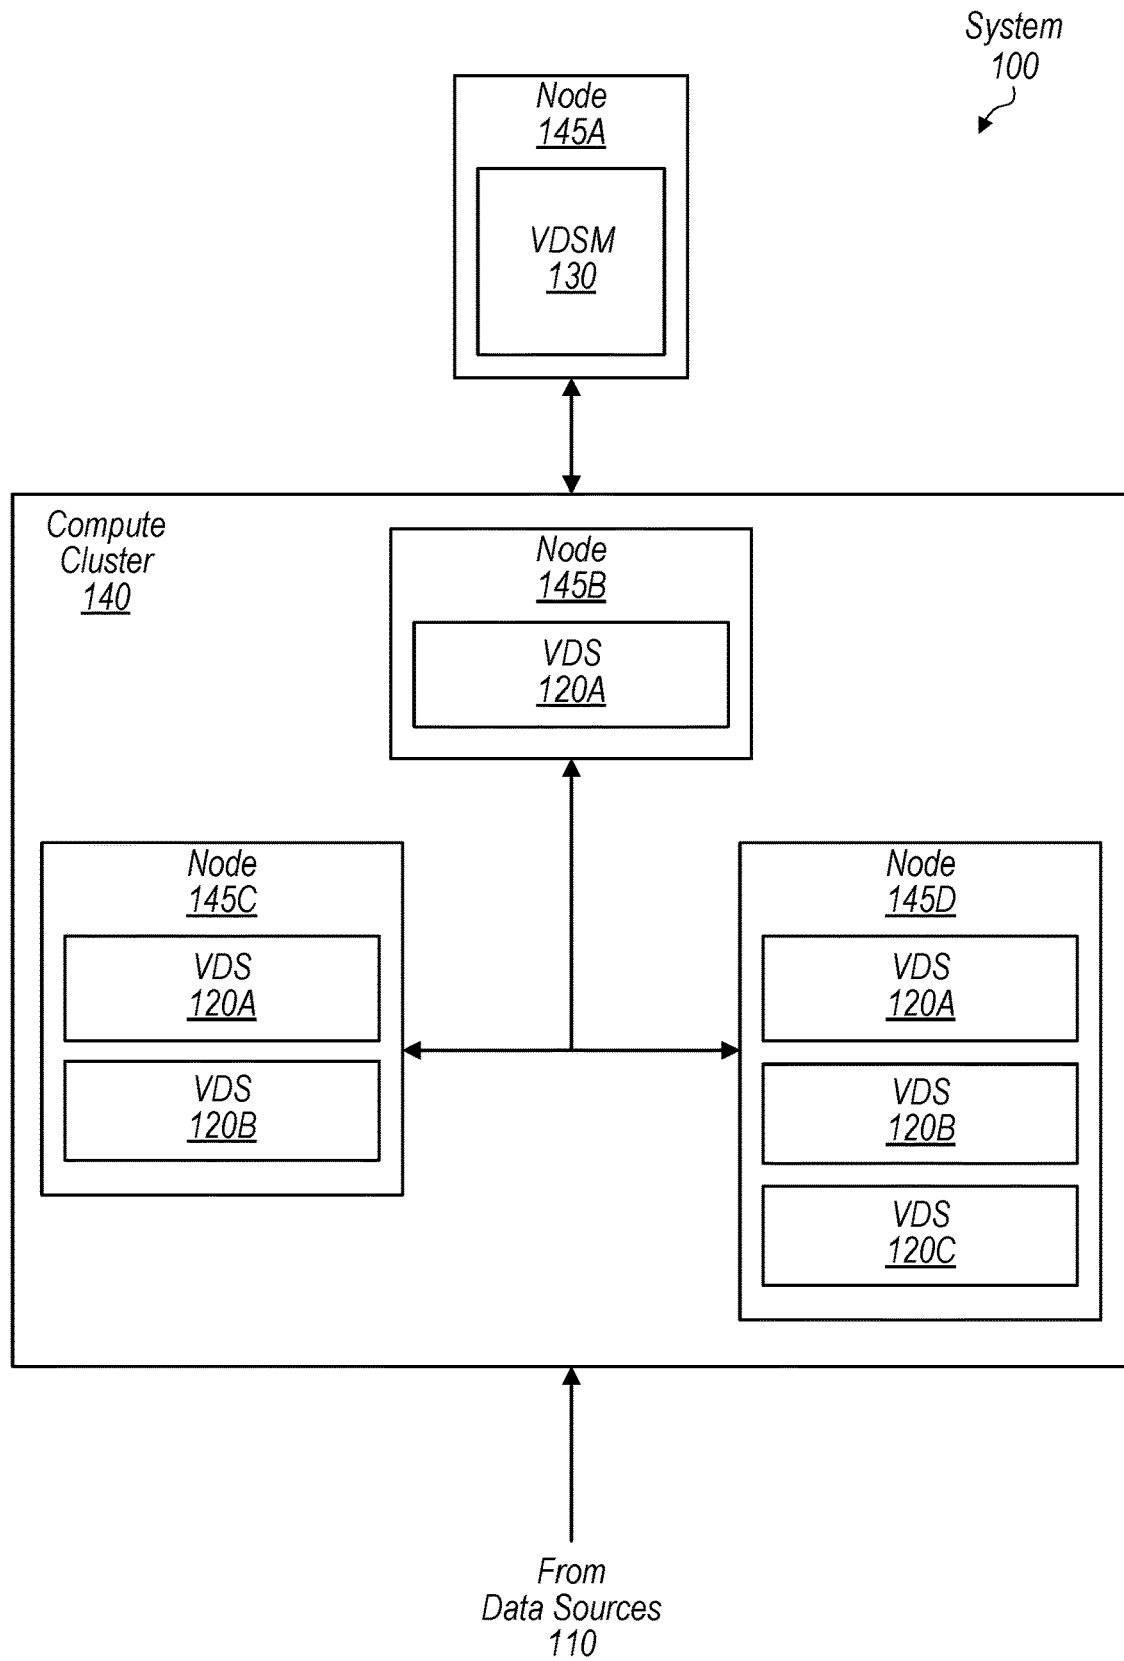 System
100
Node
145A
VDSM
130
Compute
Cluster
140
Node
145B
VDS
120A
Node
145C
VDS
120A
VDS
120B
Node
145D
VDS
120A
VDS
120B
VDS
120C
From
Data Sources
110